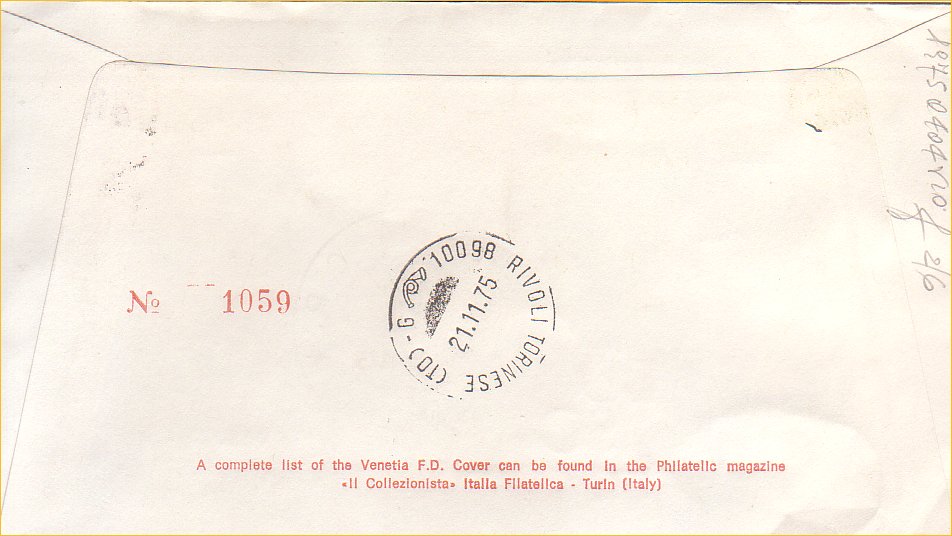 10098 RIVOLI TORINESE (TO) - G
21.11.75
No -- 1059
A complete list of the Venetia F.D. Cover can be found in the Philatelic magazine
«Il Collezionista» Italia Filatelica - Turin (Italy)